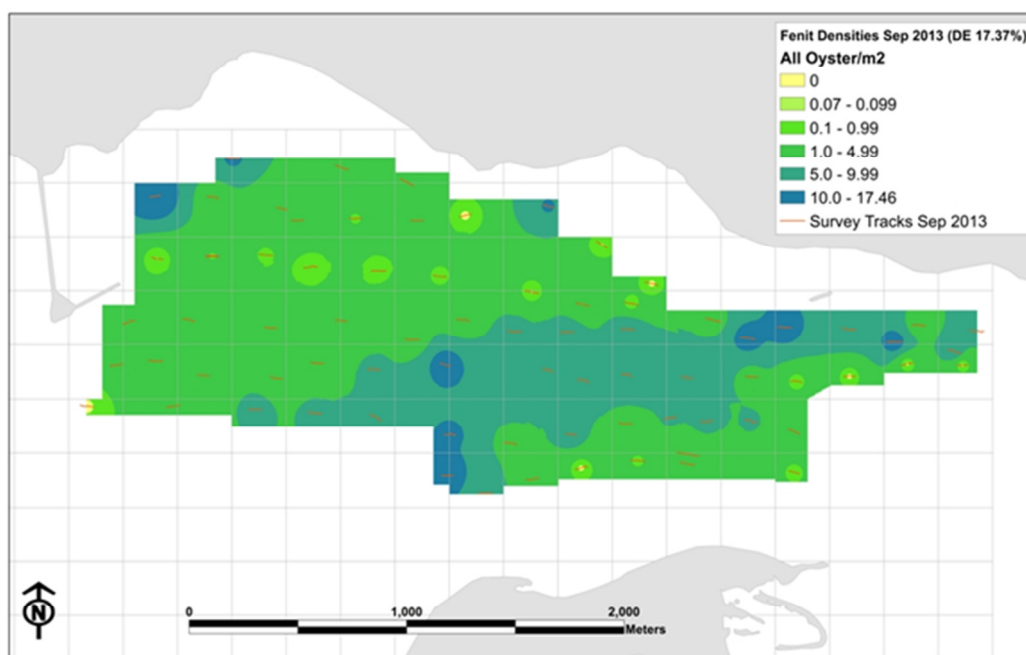 Fenit Densities Sep 2013 (DE 17.37%)
All Oyster/m2
0
0.07 - 0.099
0.1 - 0.99
1.0 - 4.99
5.0 - 9.99
10.0 - 17.46
Survey Tracks Sep 2013
N
0 1,000 2,000
Meters